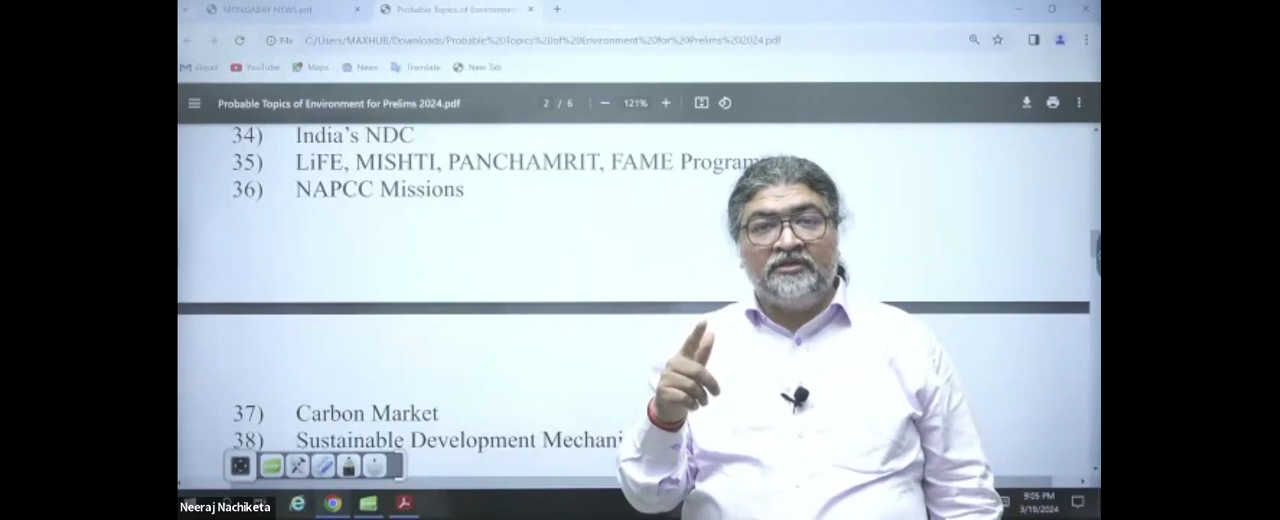 MONGABAY NEWS.pdf
Probable Topics of Environmen
File C:/Users/MAXHUB/Downloads/Probable%20Topics%20of%20Environment%20for%20Prelims%202024.pdf
Gmail YouTube Maps News Translate New Tab
Probable Topics of Environment for Prelims 2024.pdf 2 / 6 121%
34) India's NDC
35) LiFE, MISHTI, PANCHAMRIT, FAME Program
36) NAPCC Missions
37) Carbon Market
38) Sustainable Development Mechani
Neeraj Nachiketa
9:05 PM
3/19/2024